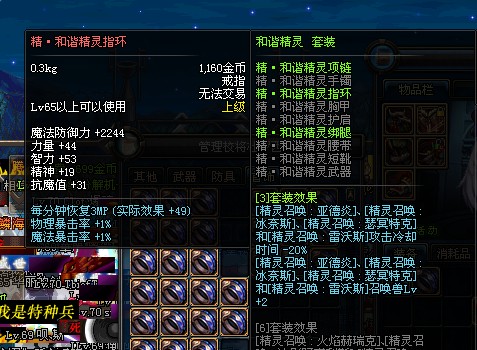 精·和谐精灵指环
0.3kg
1,160金币
戒指
无法交易
Lv65以上可以使用
上级
魔法防御力 +2244
力量 +44
智力 +53
精神 +19
抗魔值 +31
每分钟恢复3MP (实际效果 +49)
物理暴击率 +1%
魔法暴击率 +1%
和谐精灵 套装
精·和谐精灵项链
精·和谐精灵手镯
精·和谐精灵指环
精·和谐精灵胸甲
精·和谐精灵护肩
精·和谐精灵绑腿
精·和谐精灵腰带
精·和谐精灵短靴
精·和谐精灵武器
[3]套装效果
[精灵召唤 : 亚德炎]、[精灵召唤 :
冰奈斯]、[精灵召唤 : 瑟冥特克]
和[精灵召唤 : 雷沃斯]攻击冷却
时间 -20%
[精灵召唤 : 亚德炎]、[精灵召唤 :
冰奈斯]、[精灵召唤 : 瑟冥特克]
和[精灵召唤 : 雷沃斯]召唤兽Lv
+2
[6]套装效果
[精灵召唤 : 火焰赫瑞克]、[精灵召
物品栏
消耗品
其他
武器
防具
我是特种兵